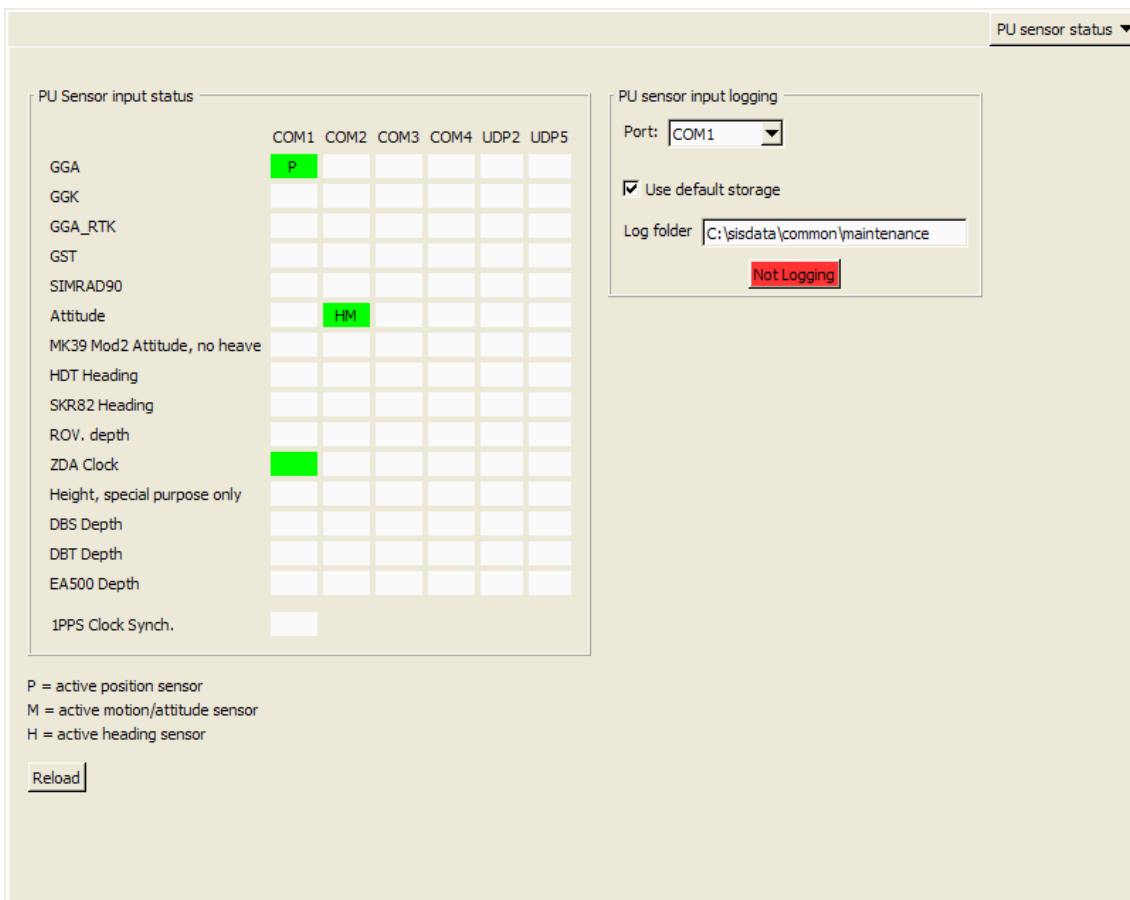 PU sensor status
PU Sensor input status
COM1 COM2 COM3 COM4 UDP2 UDP5
GGA P
GGK
GGA_RTK
GST
SIMRAD90
Attitude HM
MK39 Mod2 Attitude, no heave
HDT Heading
SKR82 Heading
ROV. depth
ZDA Clock
Height, special purpose only
DBS Depth
DBT Depth
EA500 Depth
1PPS Clock Synch.
P = active position sensor
M = active motion/attitude sensor
H = active heading sensor
Reload
PU sensor input logging
Port: COM1
Use default storage
Log folder C:\sisdata\common\maintenance
Not Logging